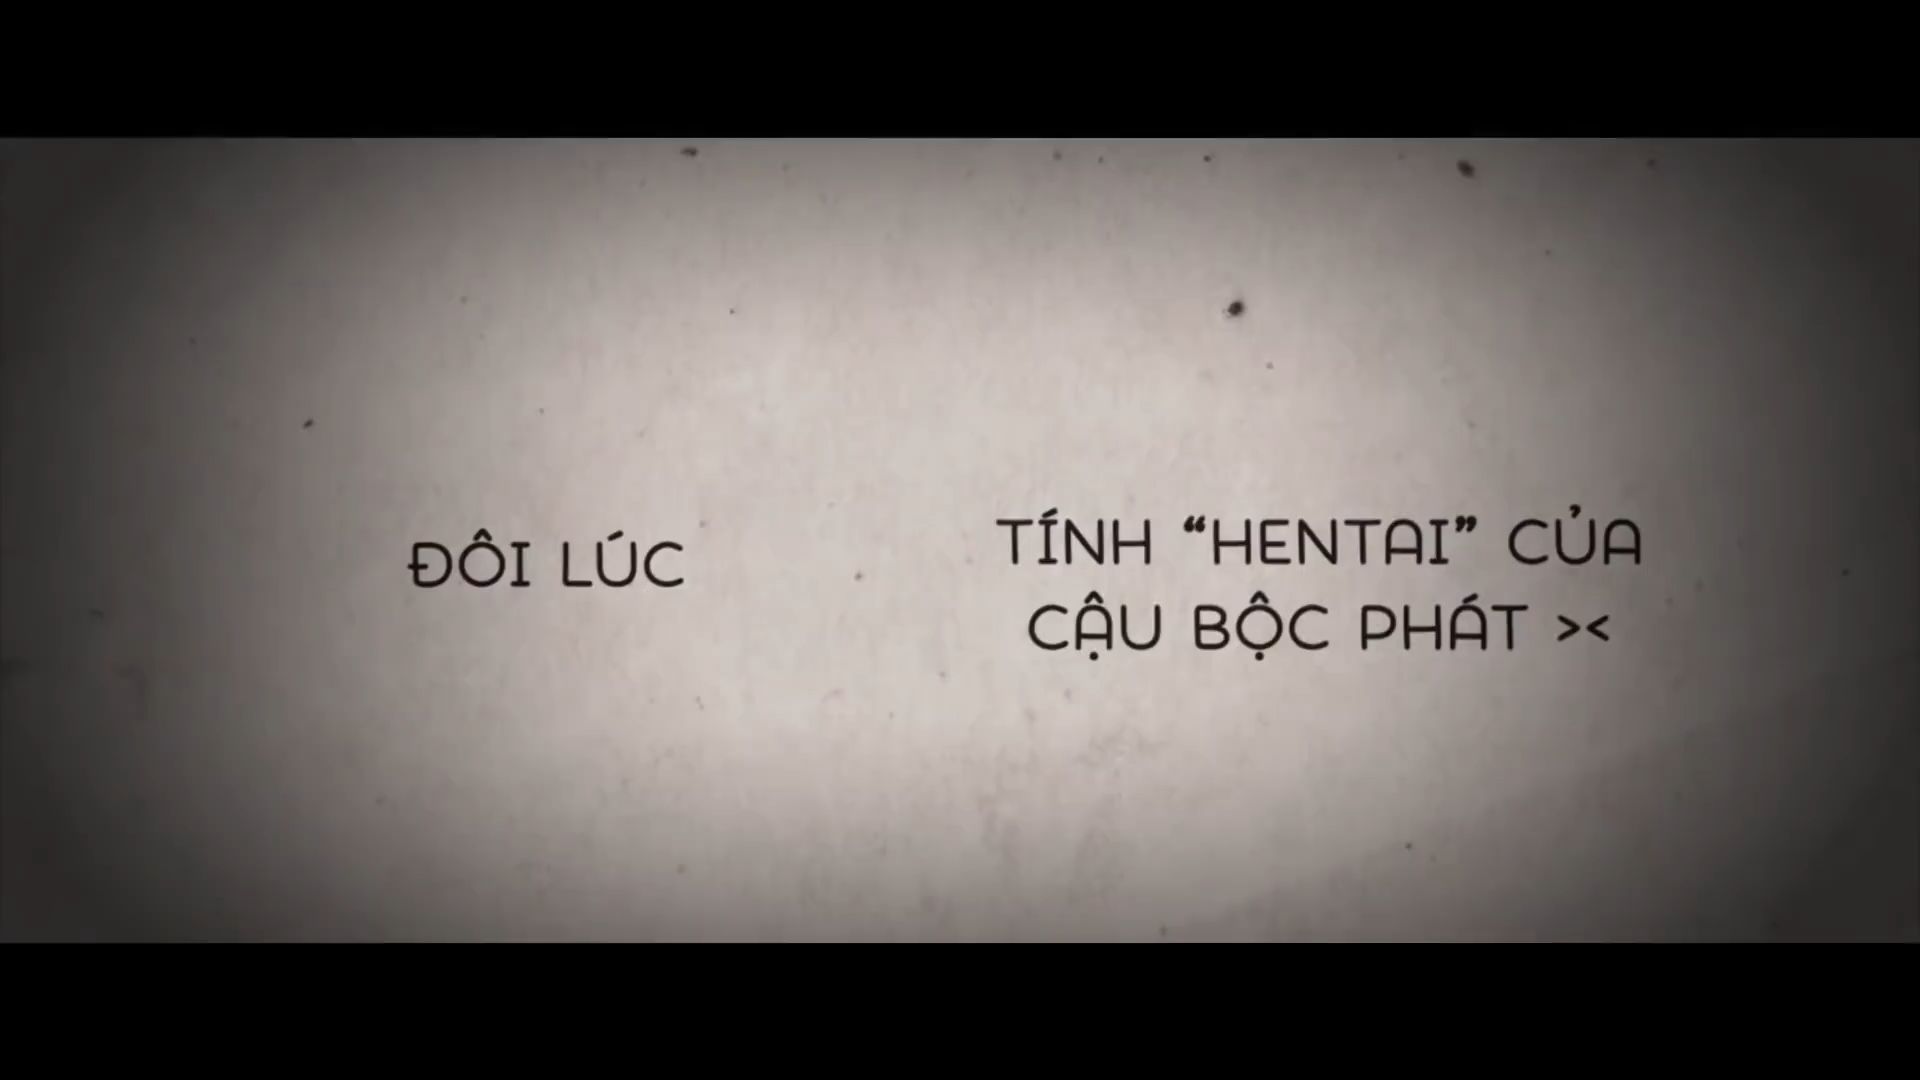 ĐÔI LÚC
TÍNH “HENTAI” CỦA
CẬU BỘC PHÁT ><